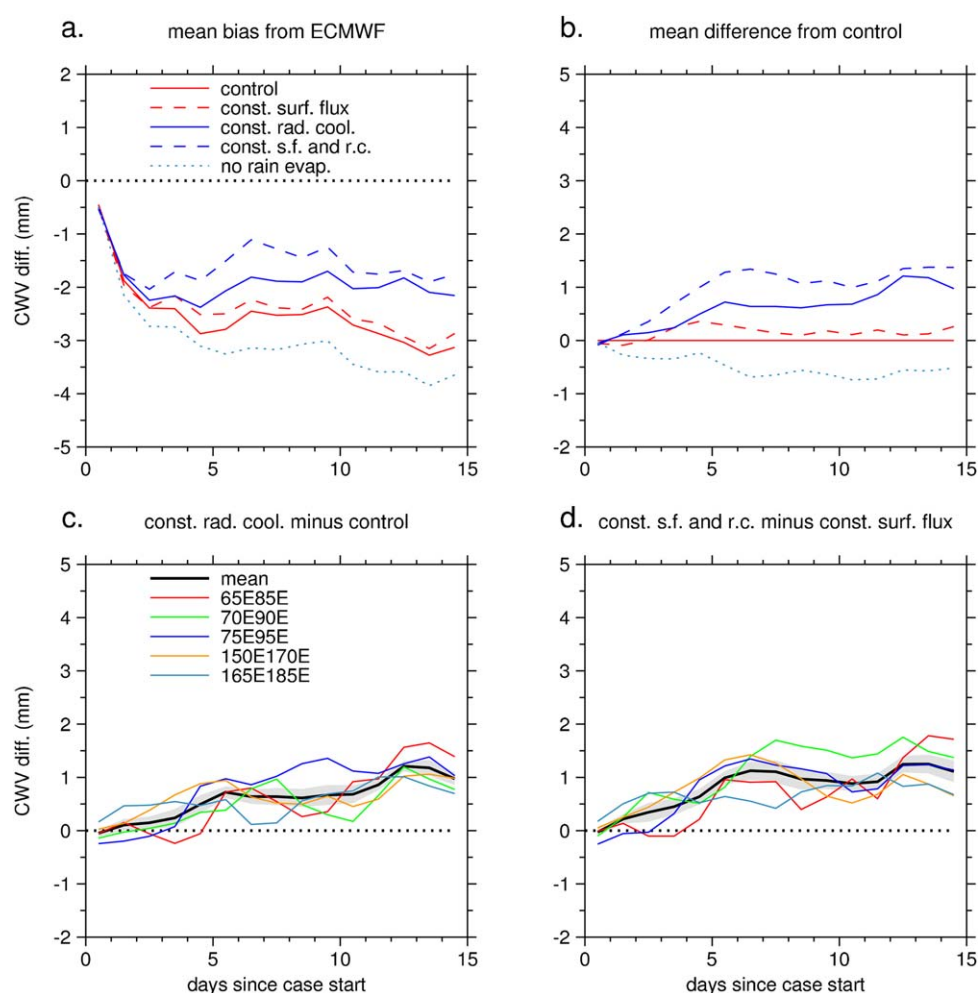 a. mean bias from ECMWF
b. mean difference from control
2
1
0
-1
-2
-3
-4
-5
CWV diff. (mm)
control
const. surf. flux
const. rad. cool.
const. s.f. and r.c.
no rain evap.
0 5 10 15
5
4
3
2
1
0
-1
-2
0 5 10 15
c. const. rad. cool. minus control
d. const. s.f. and r.c. minus const. surf. flux
5
4
3
2
1
0
-1
-2
CWV diff. (mm)
mean
65E85E
70E90E
75E95E
150E170E
165E185E
0 5 10 15
days since case start
5
4
3
2
1
0
-1
-2
0 5 10 15
days since case start